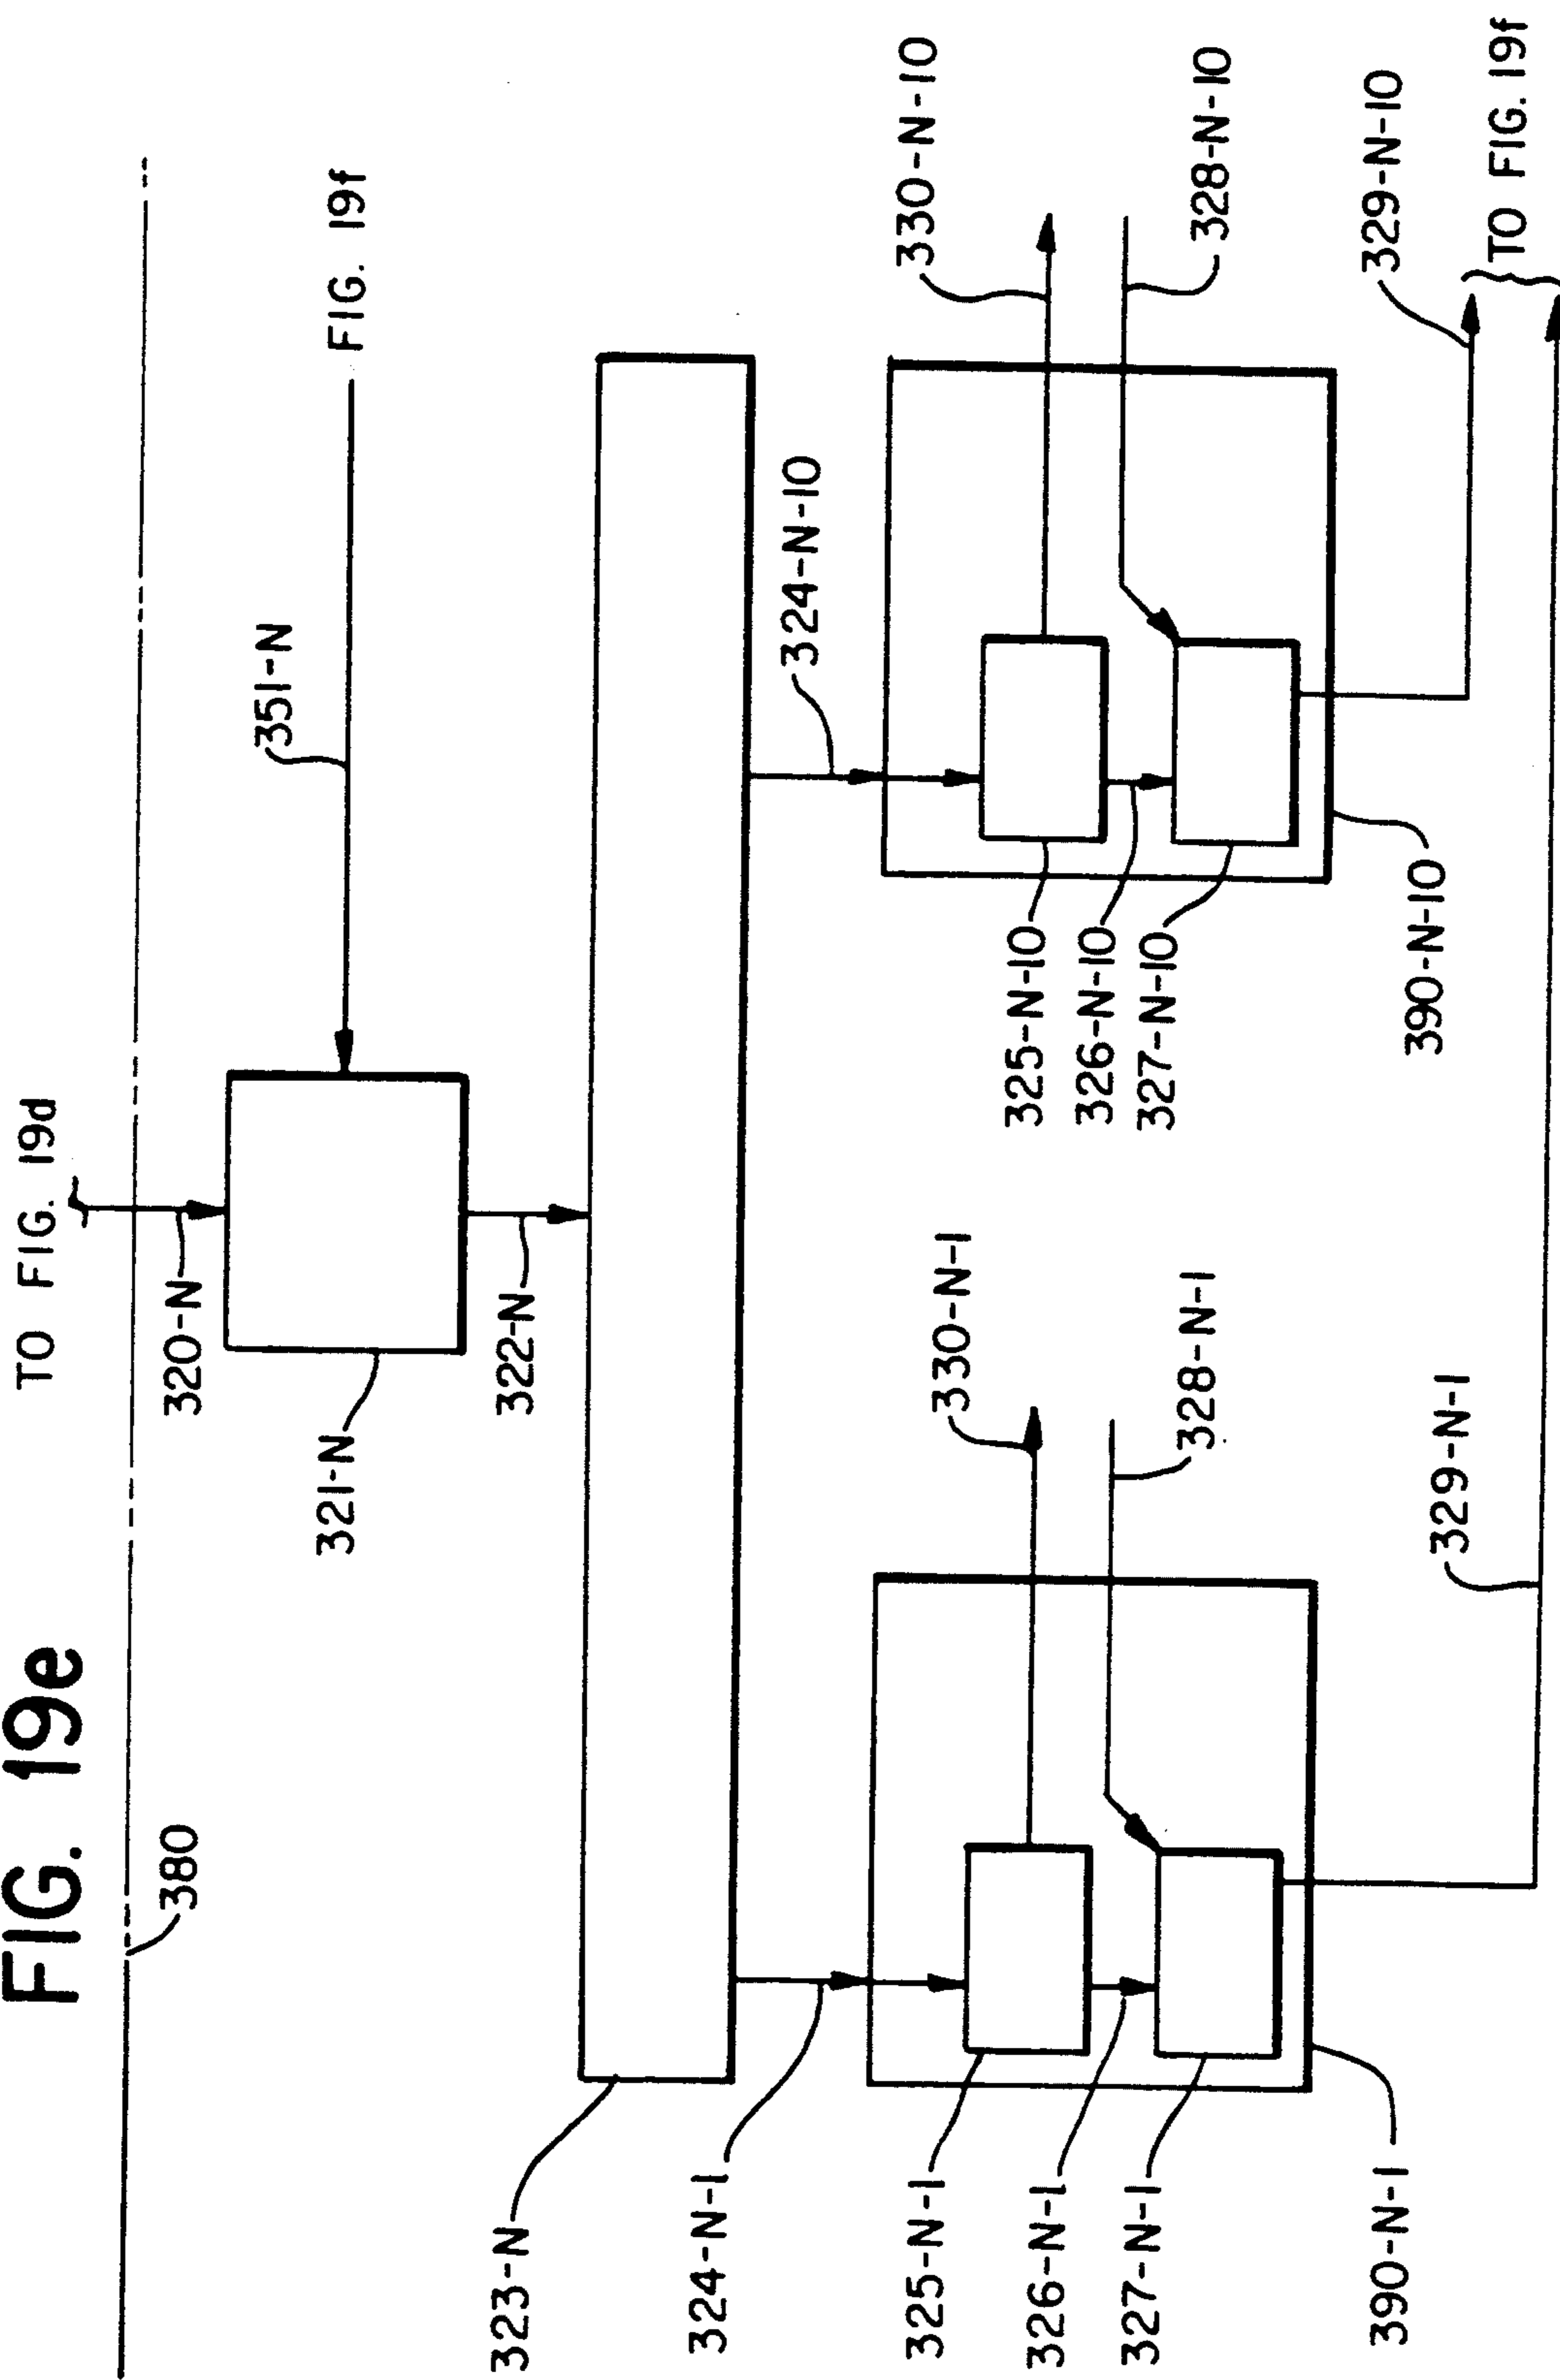 FIG. 19e
TO FIG. 19d
380
320-N
351-N
FIG. 19f
321-N
322-N
323-N
324-N-1
324-N-10
330-N-1
330-N-10
328-N-1
328-N-10
325-N-1
326-N-1
327-N-1
325-N-10
326-N-10
327-N-10
390-N-1
390-N-10
329-N-1
329-N-10
TO FIG. 19f